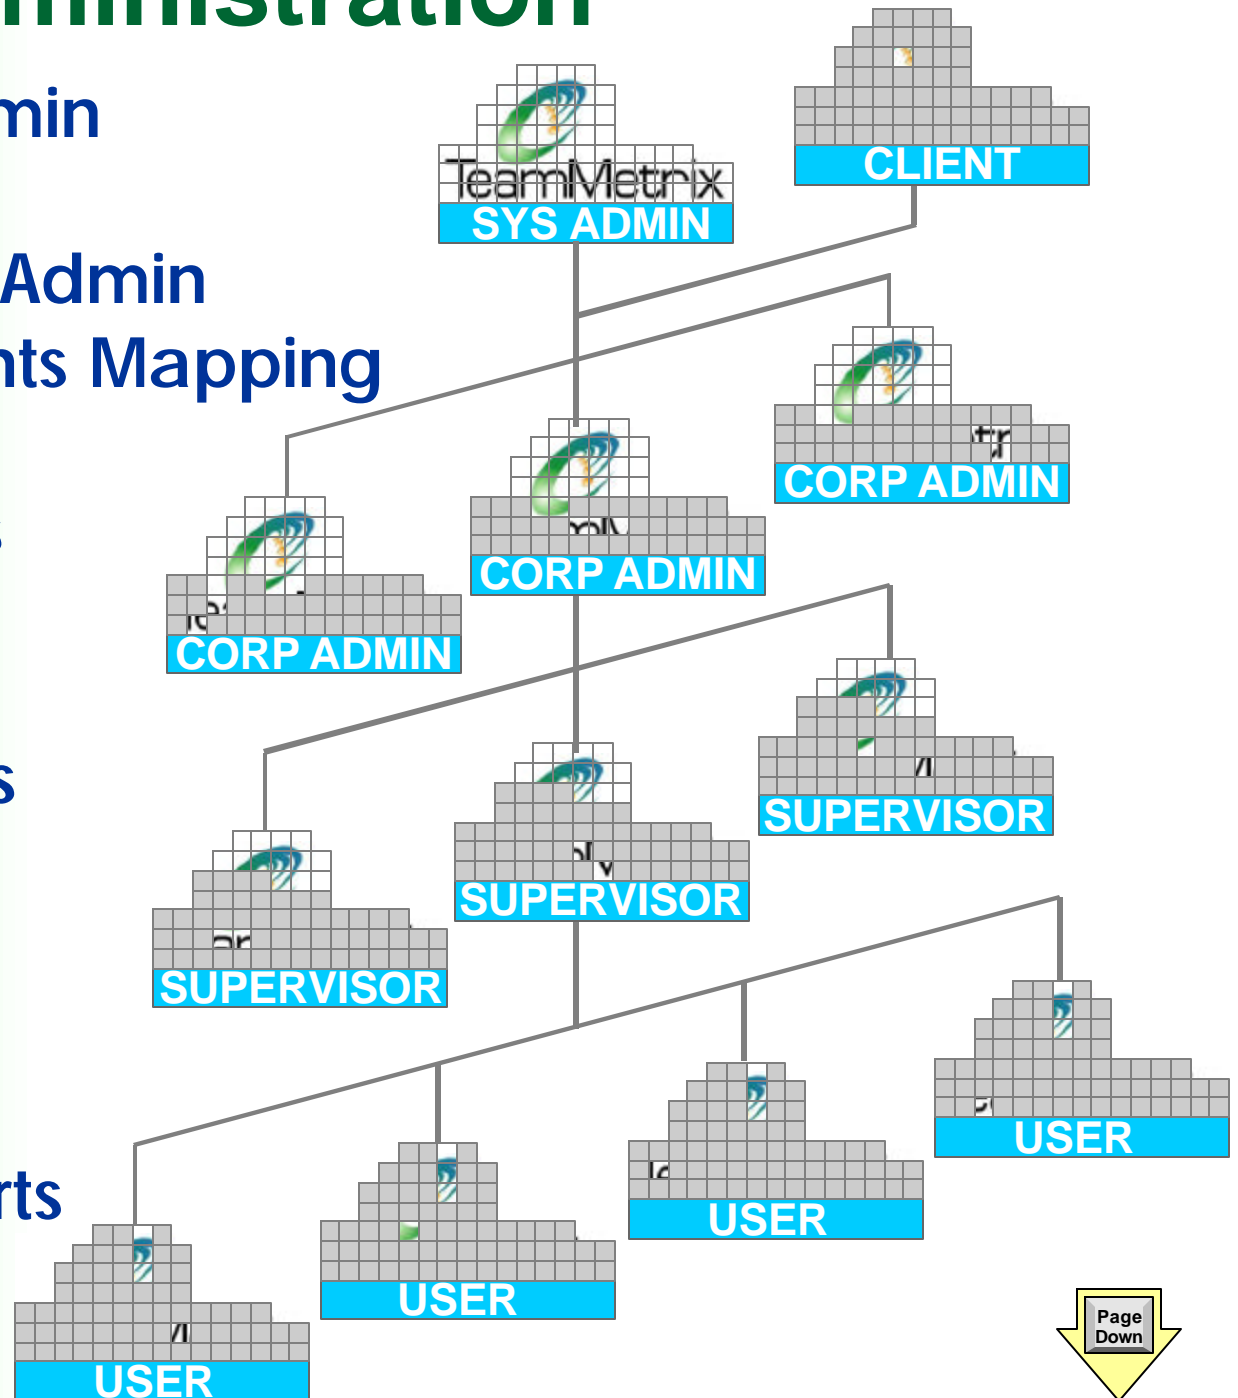 ministration
min
Admin
nts Mapping
s
s
rts
CLIENT
TeamMetrix
SYS ADMIN
CORP ADMIN
CORP ADMIN
CORP ADMIN
SUPERVISOR
SUPERVISOR
SUPERVISOR
USER
USER
USER
USER
Page
Down